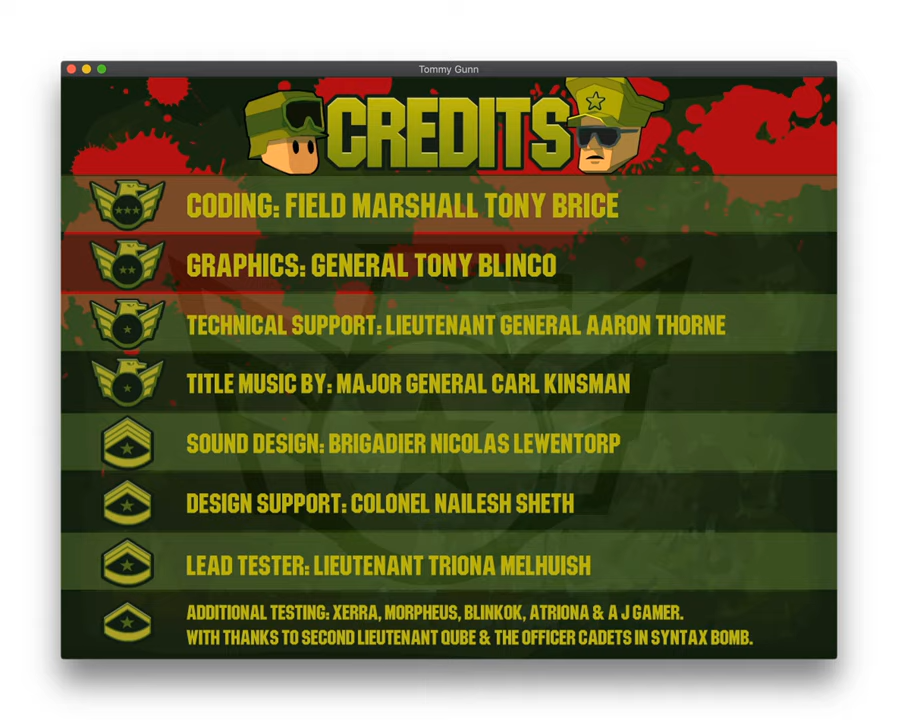 Tommy Gunn
CREDITS
CODING: FIELD MARSHALL TONY BRICE
GRAPHICS: GENERAL TONY BLINCO
TECHNICAL SUPPORT: LIEUTENANT GENERAL AARON THORNE
TITLE MUSIC BY: MAJOR GENERAL CARL KINSMAN
SOUND DESIGN: BRIGADIER NICOLAS LEWENTORP
DESIGN SUPPORT: COLONEL NAILESH SHETH
LEAD TESTER: LIEUTENANT TRIONA MELHUISH
ADDITIONAL TESTING: XERRA, MORPHEUS, BLINKOK, ATRIONA & A J GAMER.
WITH THANKS TO SECOND LIEUTENANT QUBE & THE OFFICER CADETS IN SYNTAX BOMB.